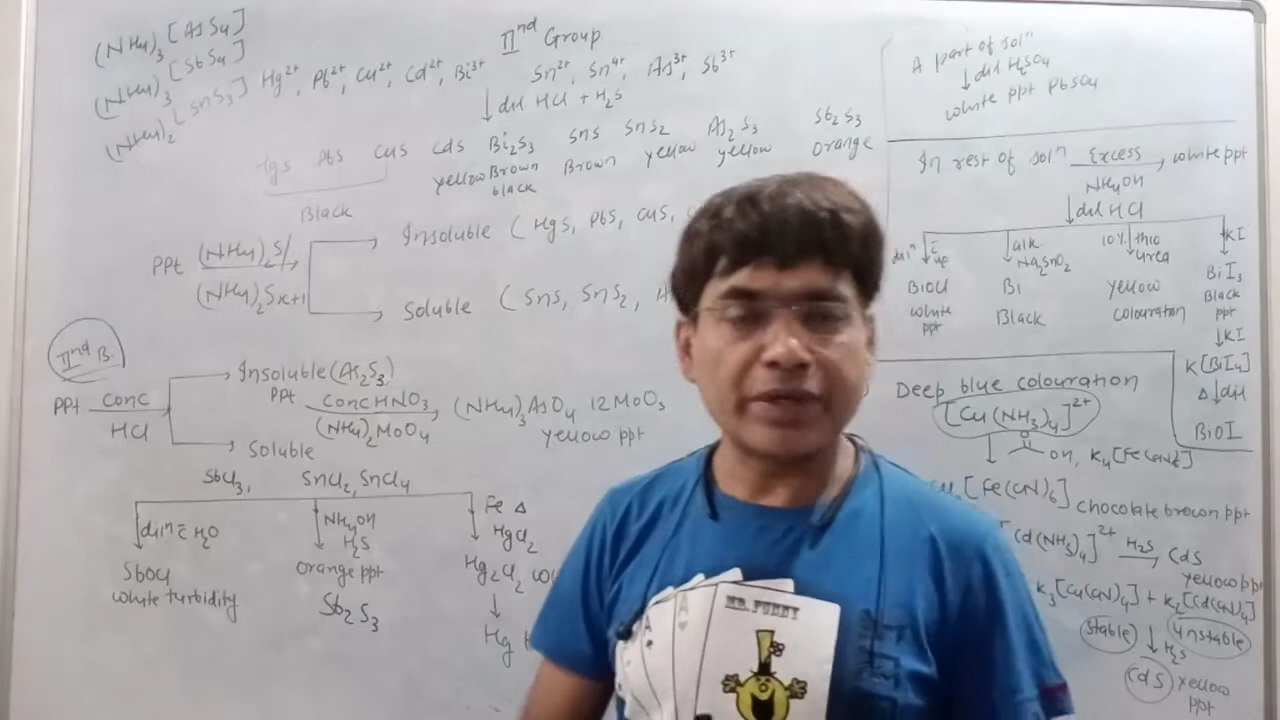 (NH4)3 [AsS4]
(NH4)3 [SbS4]
(NH4)2 [SnS3]
IInd Group
Hg2+, Pb2+, Cu2+, Cd2+, Bi3+ Sn2+, Sn4+, As3+, Sb3+
↓ dil HCl + H2S
HgS PbS CuS CdS Bi2S3 SnS SnS2 As2S3 Sb2S3
Black yellow Brown black Brown yellow yellow orange
PPt (NH4)2S/ (NH4)2Sx+1
→ Insoluble (HgS, PbS, CuS,
→ Soluble (SnS, SnS2,
IInd B.
PPt conc HCl
→ Insoluble (As2S3)
PPt conc HNO3 (NH4)2MoO4 → (NH4)3AsO4 12MoO3
yellow ppt
→ Soluble
SbCl3, SnCl2, SnCl4
↓ diln c̄ H2O
SbOCl
white turbidity
↓ NH4OH
H2S
orange ppt
Sb2S3
Fe Δ
↓ HgCl2
Hg2Cl2
↓
Hg
A part of soln
↓ dil H2SO4
white ppt PbSO4
In rest of soln Excess NH4OH → white ppt
↓ dil HCl
diln c̄ up
BiOCl
white
ppt
↓ alk
Na2SnO2
Bi
Black
10% thio
urea
yellow
colouration
↓ KI
BiI3
Black
ppt
↓ KI
K[BiI4]
Δ ↓ dil
BiOI
Deep blue colouration
[Cu(NH3)4]2+
↓ OH, K4[Fe(CN)6]
[Fe(CN)6] chocolate brown ppt
Cd(NH3)4]2+ H2S → CdS
yellow ppt
K3[Cu(CN)4] + K2[Cd(CN)4]
stable ↓ H2S unstable
CdS yellow
ppt
MR. FUNNY
A
A